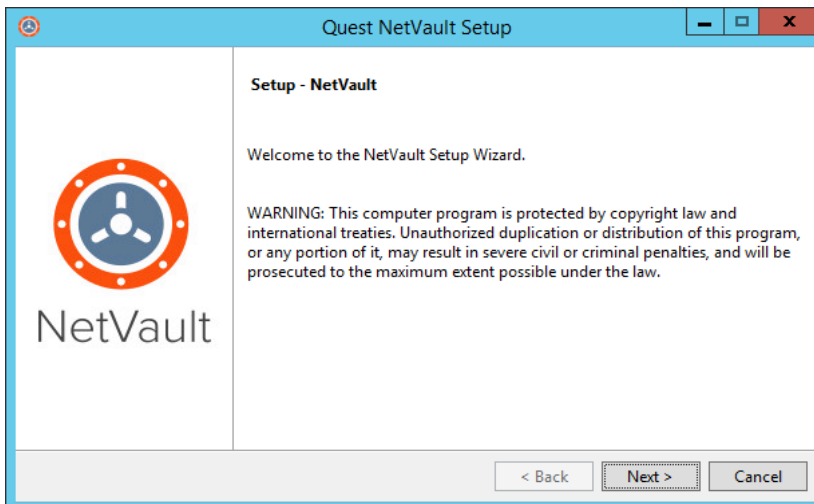 Quest NetVault Setup
Setup - NetVault
Welcome to the NetVault Setup Wizard.
WARNING: This computer program is protected by copyright law and
international treaties. Unauthorized duplication or distribution of this program,
or any portion of it, may result in severe civil or criminal penalties, and will be
prosecuted to the maximum extent possible under the law.
NetVault
< Back Next > Cancel